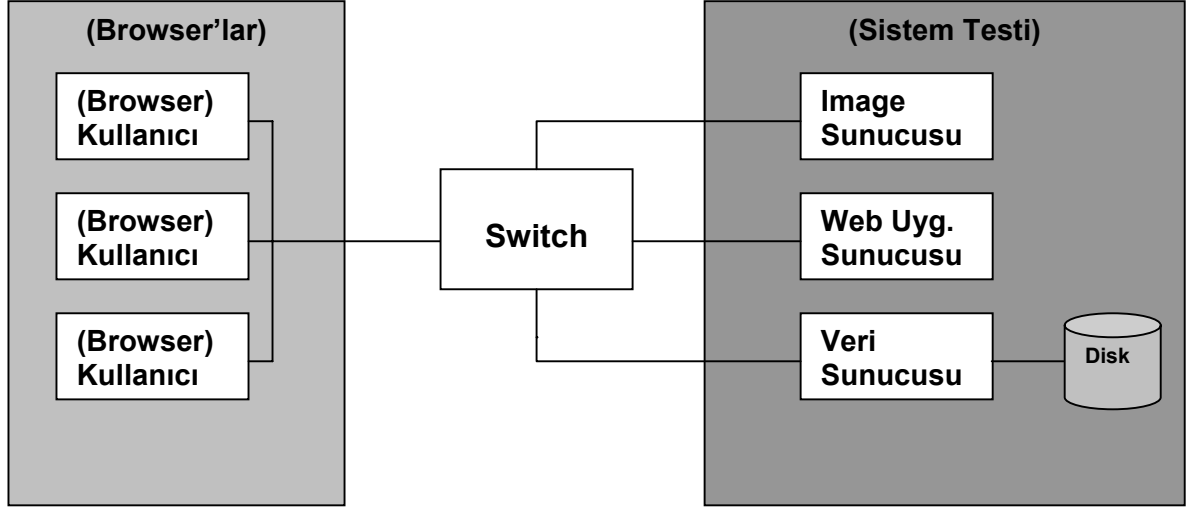 (Browser’lar)
(Browser)
Kullanıcı
(Browser)
Kullanıcı
(Browser)
Kullanıcı
Switch
(Sistem Testi)
Image
Sunucusu
Web Uyg.
Sunucusu
Veri
Sunucusu
Disk